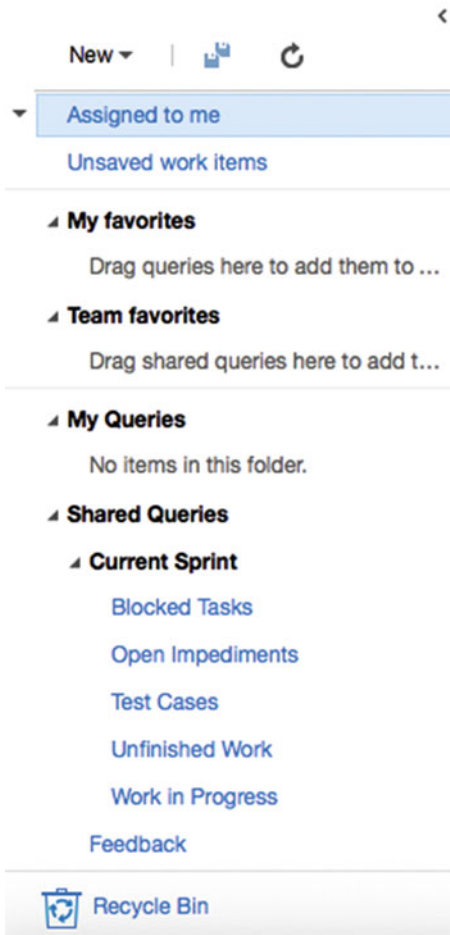 New
Assigned to me
Unsaved work items
My favorites
Drag queries here to add them to ...
Team favorites
Drag shared queries here to add t...
My Queries
No items in this folder.
Shared Queries
Current Sprint
Blocked Tasks
Open Impediments
Test Cases
Unfinished Work
Work in Progress
Feedback
Recycle Bin